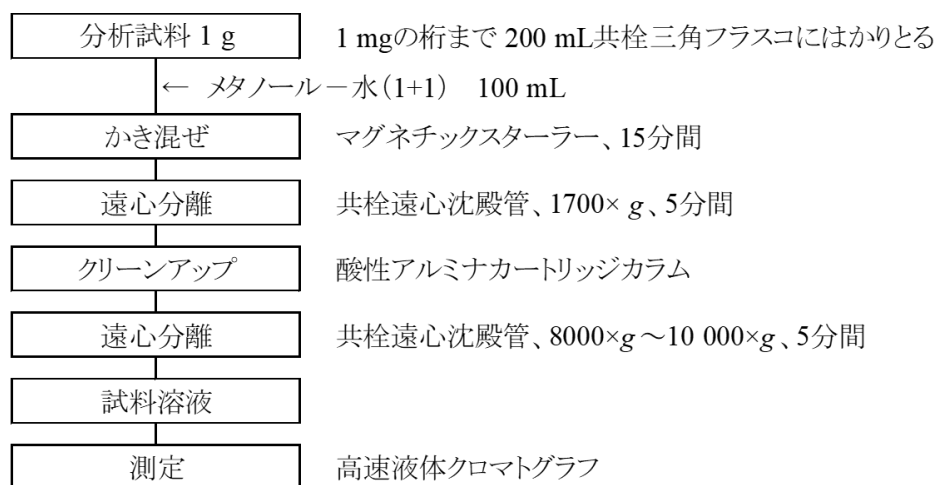 分析試料 1 g　1 mgの桁まで 200 mL共栓三角フラスコにはかりとる
← メタノール－水(1+1)　100 mL
かき混ぜ　マグネチックスターラー、15分間
遠心分離　共栓遠心沈殿管、1700× g、5分間
クリーンアップ　酸性アルミナカートリッジカラム
遠心分離　共栓遠心沈殿管、8000×g～10 000×g、5分間
試料溶液
測定　高速液体クロマトグラフ